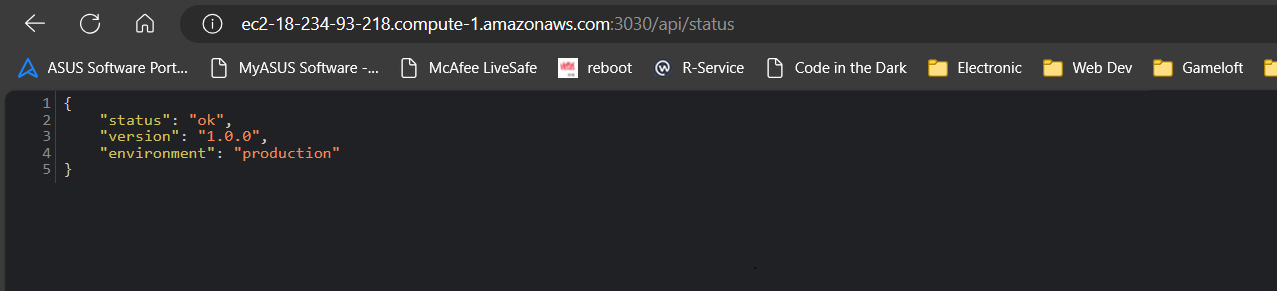 ec2-18-234-93-218.compute-1.amazonaws.com:3030/api/status
ASUS Software Port... MyASUS Software -... McAfee LiveSafe reboot R-Service Code in the Dark Electronic Web Dev Gameloft
1 {
2 "status": "ok",
3 "version": "1.0.0",
4 "environment": "production"
5 }